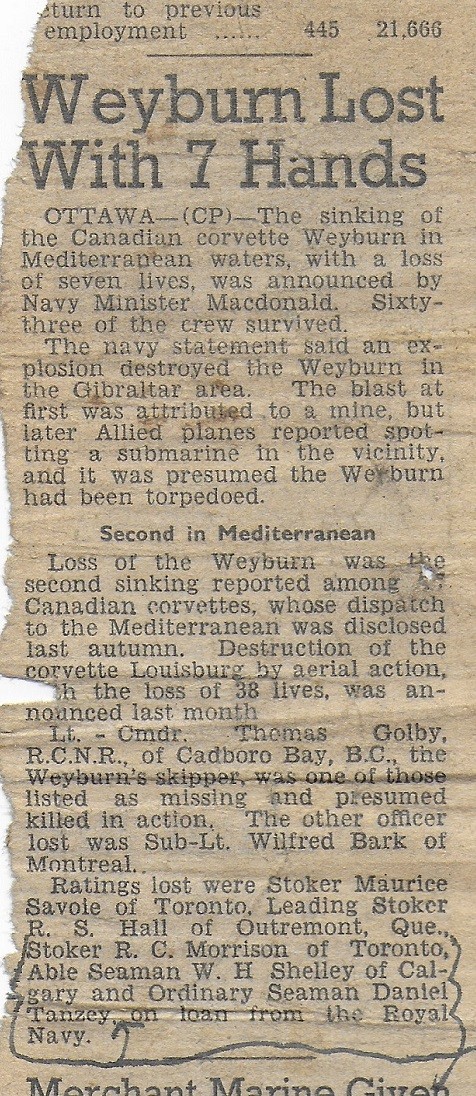 eturn to previous
employment ...... 445 21,666
Weyburn Lost
With 7 Hands
OTTAWA—(CP)—The sinking of
the Canadian corvette Weyburn in
Mediterranean waters, with a loss
of seven lives, was announced by
Navy Minister Macdonald. Sixty-
three of the crew survived.
The navy statement said an ex-
plosion destroyed the Weyburn in
the Gibraltar area. The blast at
first was attributed to a mine, but
later Allied planes reported spot-
ting a submarine in the vicinity,
and it was presumed the Weyburn
had been torpedoed.
Second in Mediterranean
Loss of the Weyburn was the
second sinking reported among
Canadian corvettes, whose dispatch
to the Mediterranean was disclosed
last autumn. Destruction of the
corvette Louisburg by aerial action,
th the loss of 38 lives, was an-
nounced last month
Lt. - Cmdr. Thomas Golby,
R.C.N.R., of Cadboro Bay, B.C., the
Weyburn's skipper, was one of those
listed as missing and presumed
killed in action. The other officer
lost was Sub-Lt. Wilfred Bark of
Montreal.
Ratings lost were Stoker Maurice
Savoie of Toronto, Leading Stoker
R. S. Hall of Outremont, Que.,
Stoker R. C. Morrison of Toronto,
Able Seaman W. H Shelley of Cal-
gary and Ordinary Seaman Daniel
Tanzey on loan from the Royal
Navy.
Merchant Marine Given